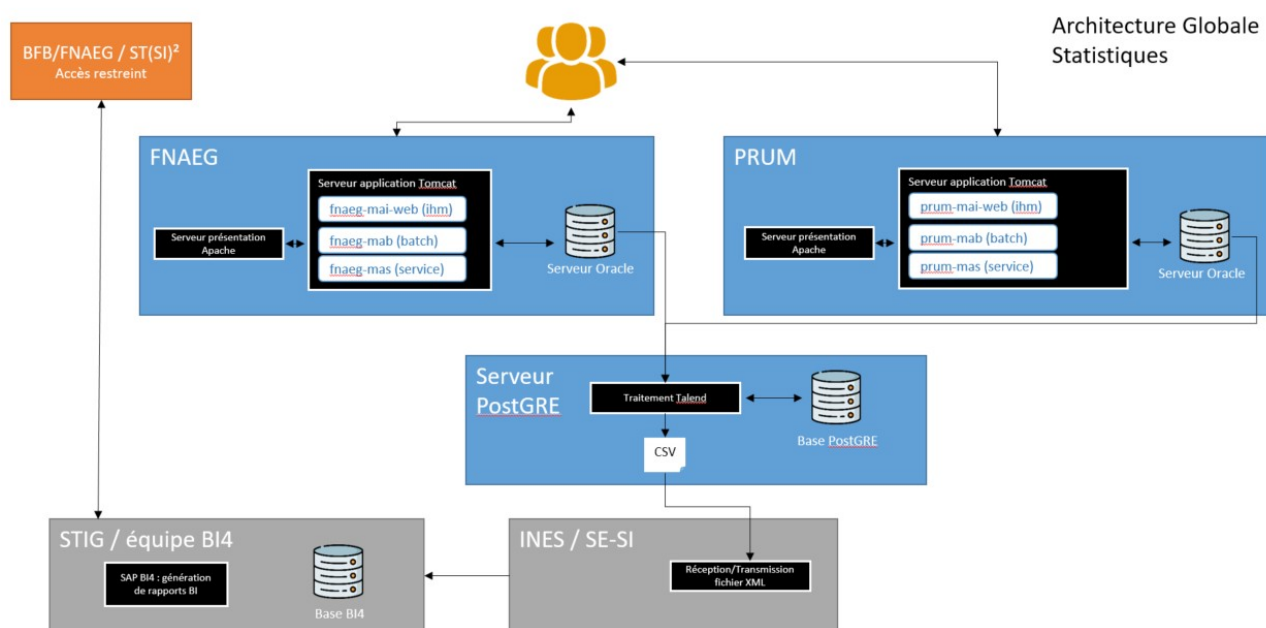 Architecture Globale
Statistiques
BFB/FNAEG / ST(SI)²
Accès restreint
FNAEG
Serveur application Tomcat
fnaeg-mai-web (ihm)
fnaeg-mab (batch)
fnaeg-mas (service)
Serveur présentation
Apache
Serveur Oracle
PRUM
Serveur application Tomcat
prum-mai-web (ihm)
prum-mab (batch)
prum-mas (service)
Serveur présentation
Apache
Serveur Oracle
Serveur
PostGRE
Traitement Talend
CSV
Base PostGRE
STIG / équipe BI4
SAP BI4 : génération
de rapports BI
Base BI4
INES / SE-SI
Réception/Transmission
fichier XML